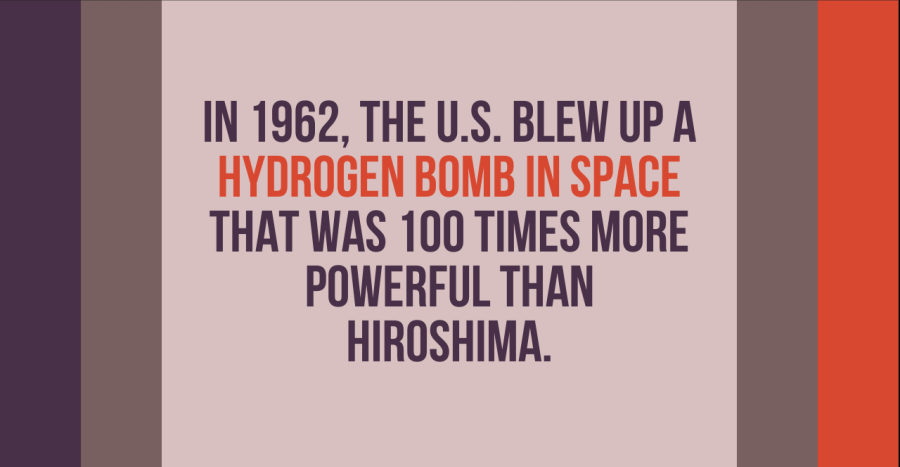 IN 1962, THE U.S. BLEW UP A
HYDROGEN BOMB IN SPACE
THAT WAS 100 TIMES MORE
POWERFUL THAN
HIROSHIMA.